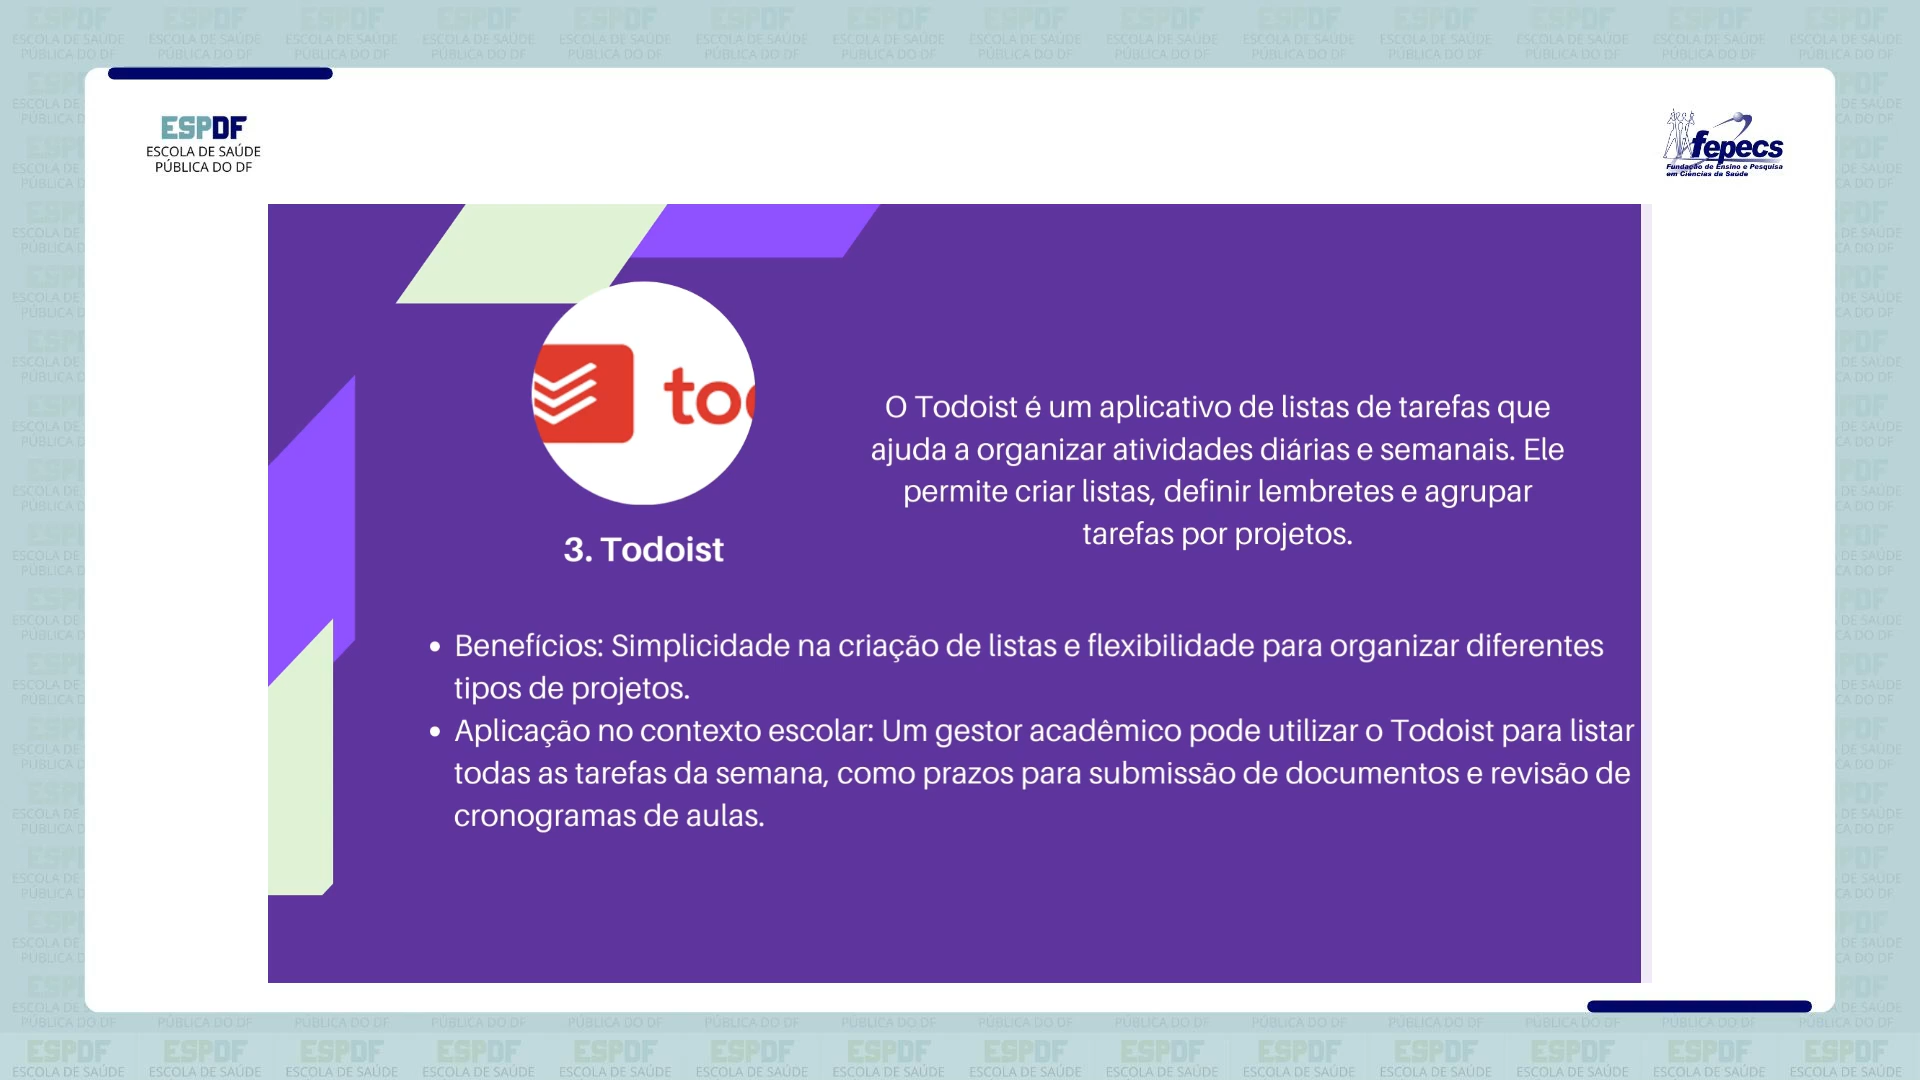 ESPDF
ESCOLA DE SAÚDE
PÚBLICA DO DF
fepecs
Fundação de Ensino e Pesquisa
em Ciências da Saúde
too
3. Todoist
O Todoist é um aplicativo de listas de tarefas que
ajuda a organizar atividades diárias e semanais. Ele
permite criar listas, definir lembretes e agrupar
tarefas por projetos.
• Benefícios: Simplicidade na criação de listas e flexibilidade para organizar diferentes
tipos de projetos.
• Aplicação no contexto escolar: Um gestor acadêmico pode utilizar o Todoist para listar
todas as tarefas da semana, como prazos para submissão de documentos e revisão de
cronogramas de aulas.